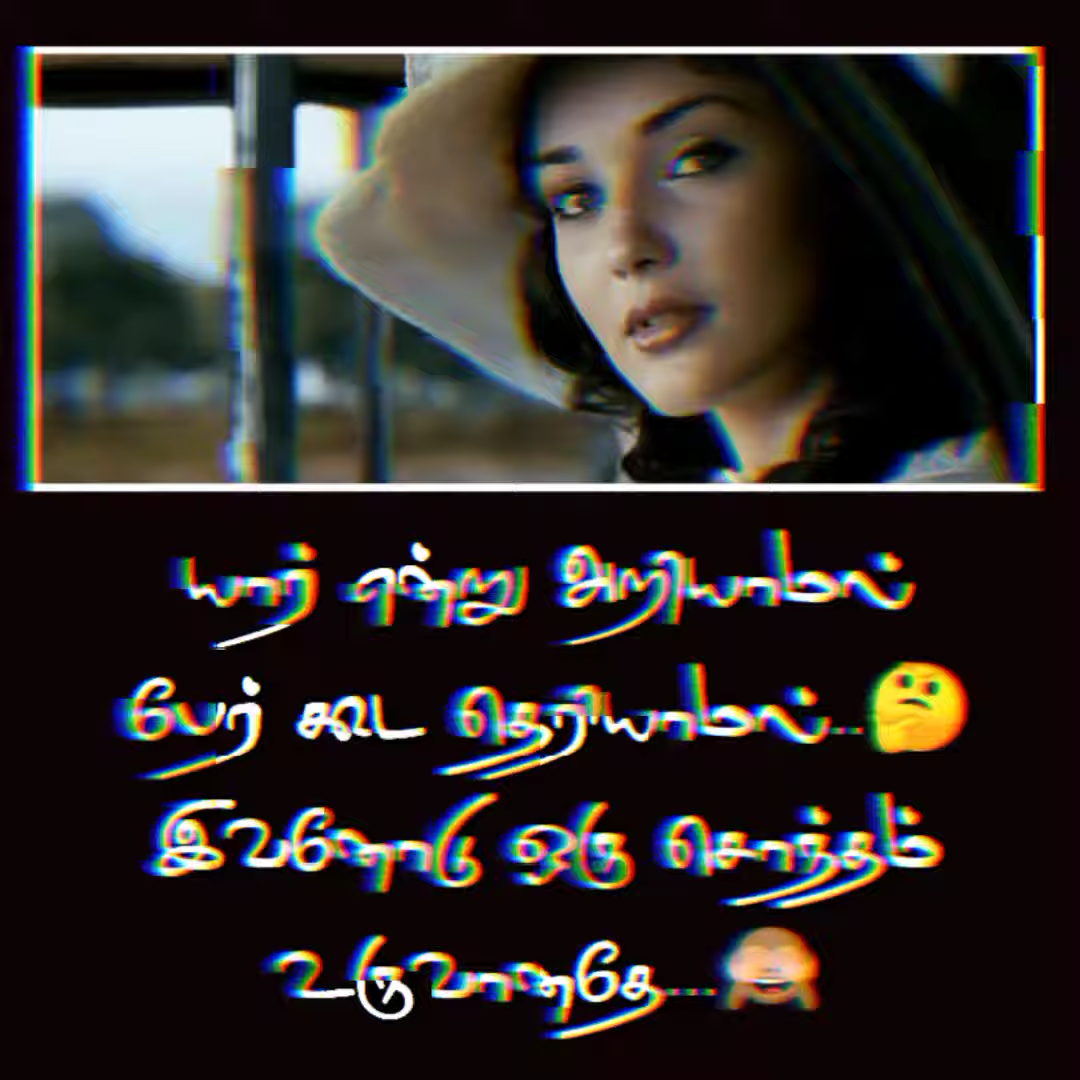 யார் என்று அறியாமல்
பேர் கூட தெரியாமல்..🤔
இவனோடு ஒரு சொந்தம்
உருவானதே....🙈